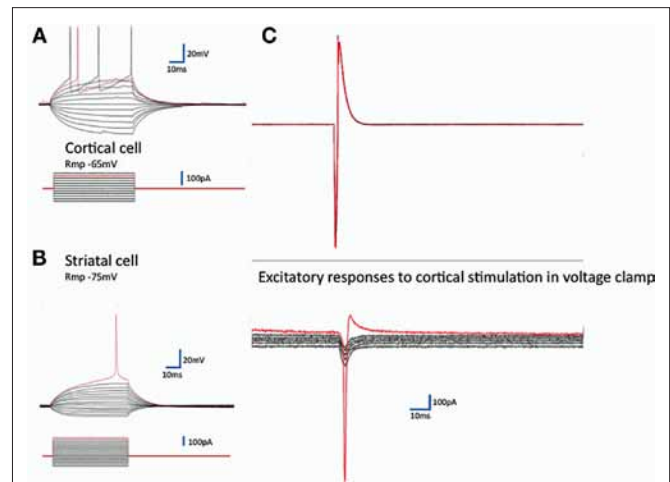 A
20mV
10ms
Cortical cell
Rmp -65mV
100pA
B
Striatal cell
Rmp -75mV
20mV
10ms
100pA
C
Excitatory responses to cortical stimulation in voltage clamp
100pA
10ms